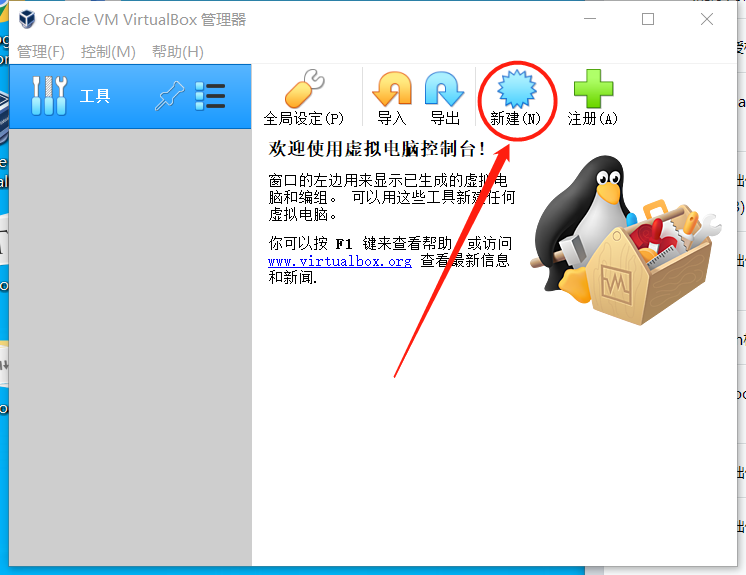 Oracle VM VirtualBox 管理器
管理(F) 控制(M) 帮助(H)
工具
全局设定(P) 导入 导出 新建(N) 注册(A)
欢迎使用虚拟电脑控制台!
窗口的左边用来显示已生成的虚拟电
脑和编组。 可以用这些工具新建任何
虚拟电脑。
你可以按 F1 键来查看帮助，或访问
www.virtualbox.org 查看最新信息
和新闻.